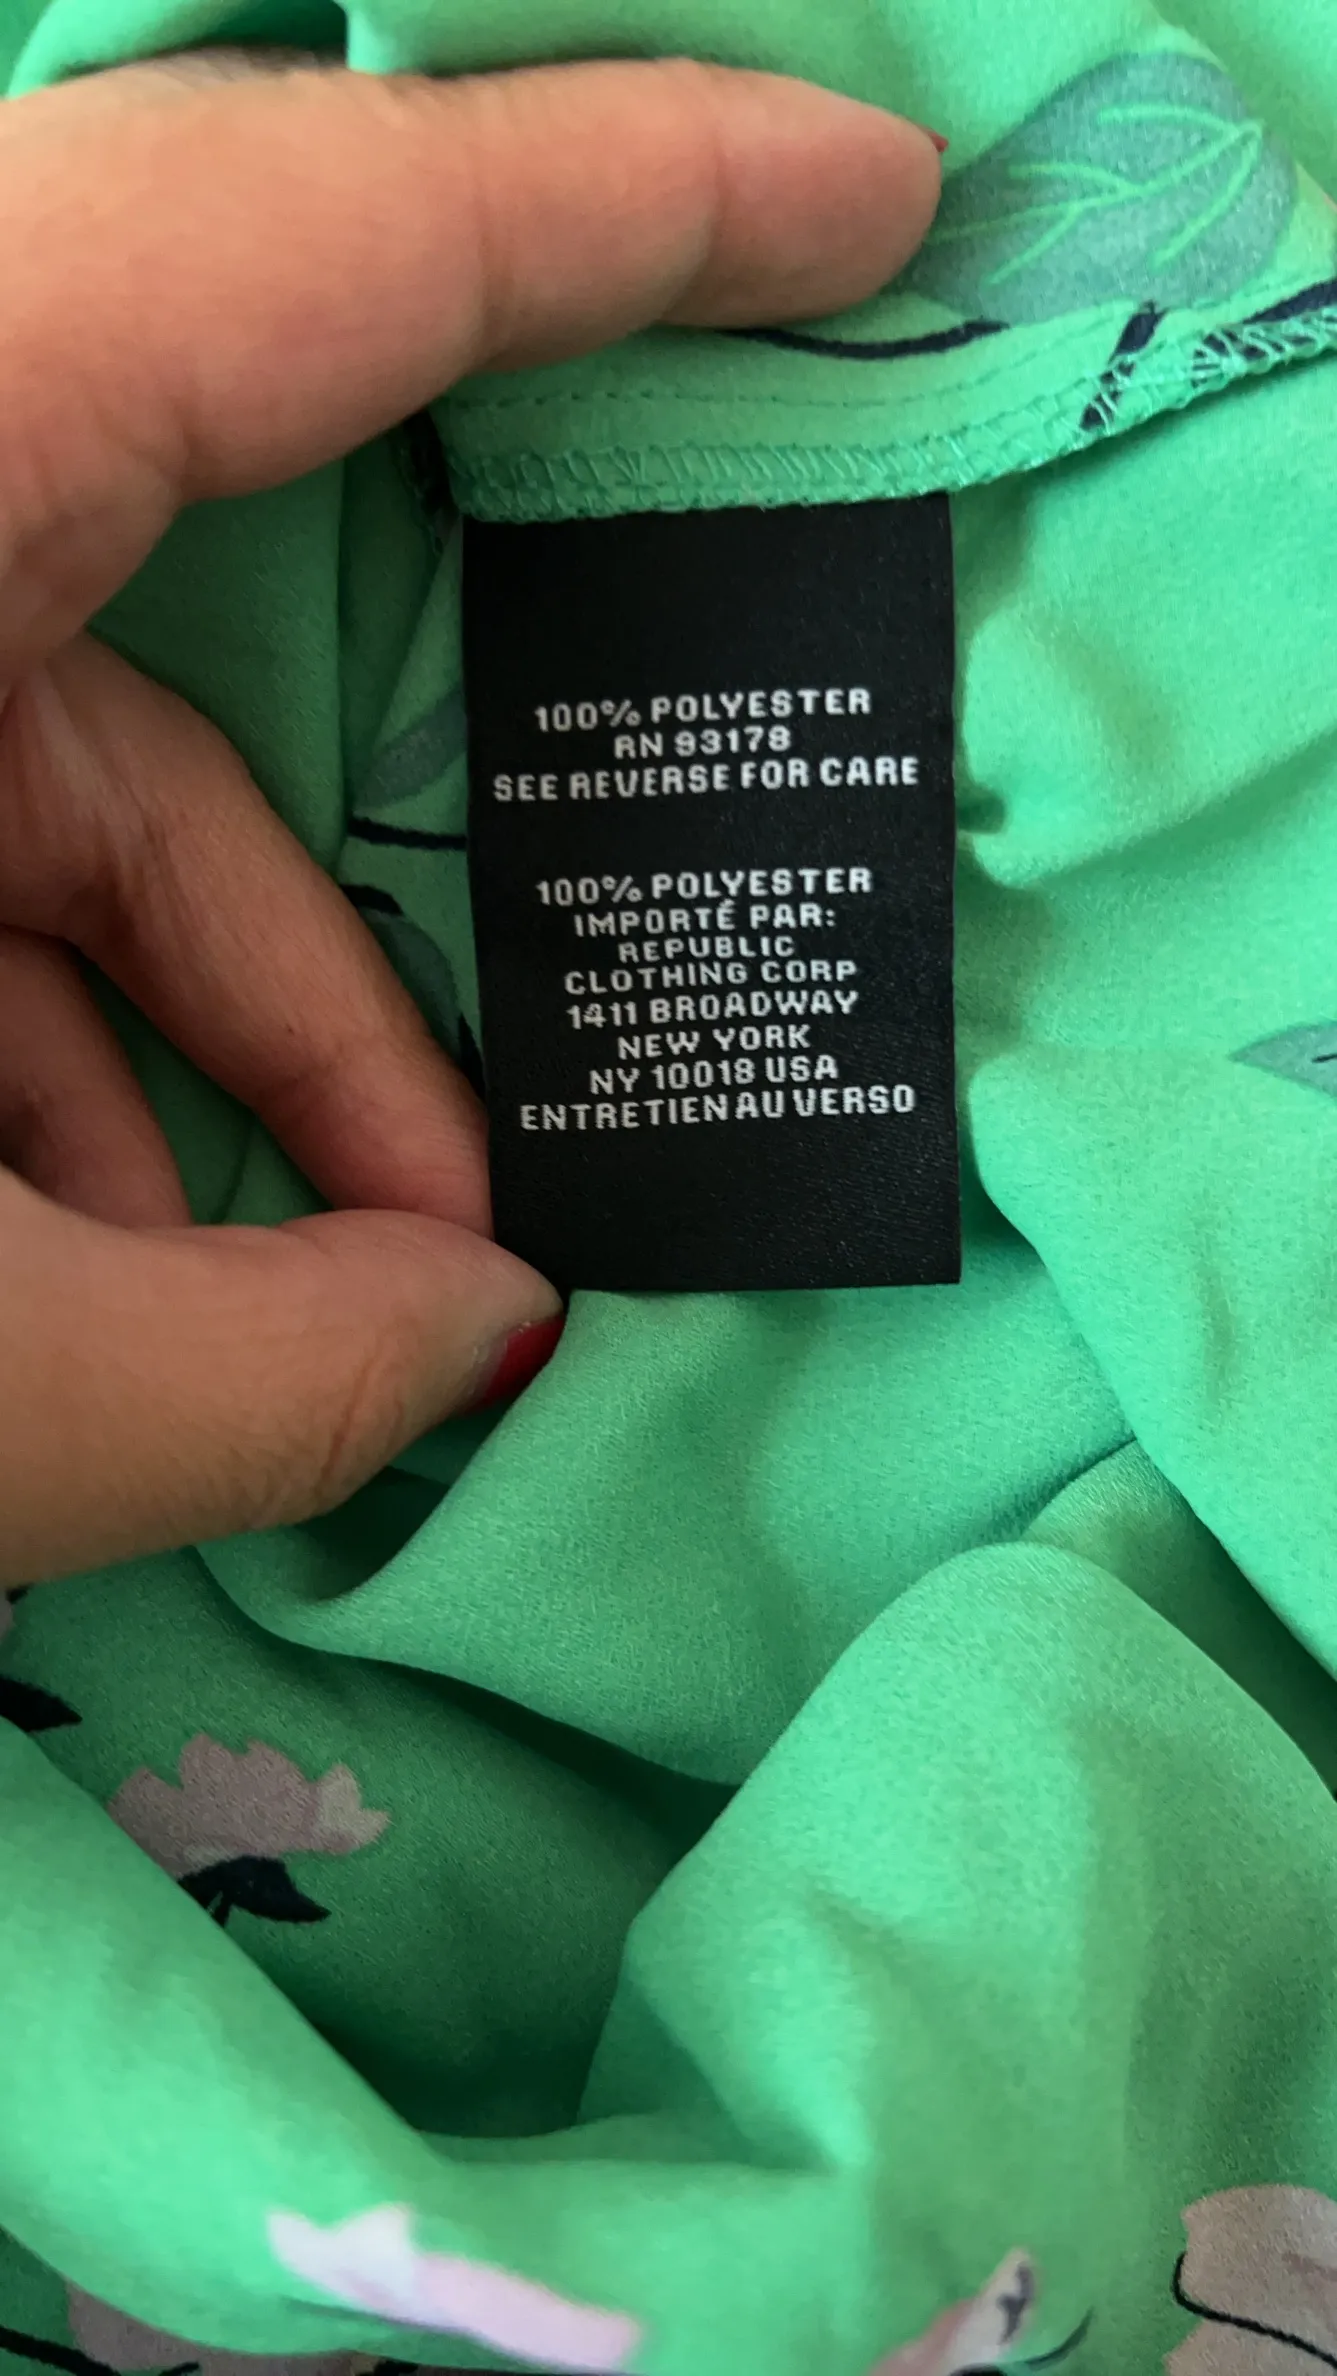 100% POLYESTER
RN 93178
SEE REVERSE FOR CARE
100% POLYESTER
IMPORTÉ PAR:
REPUBLIC
CLOTHING CORP
1411 BROADWAY
NEW YORK
NY 10018 USA
ENTRETIEN AU VERSO